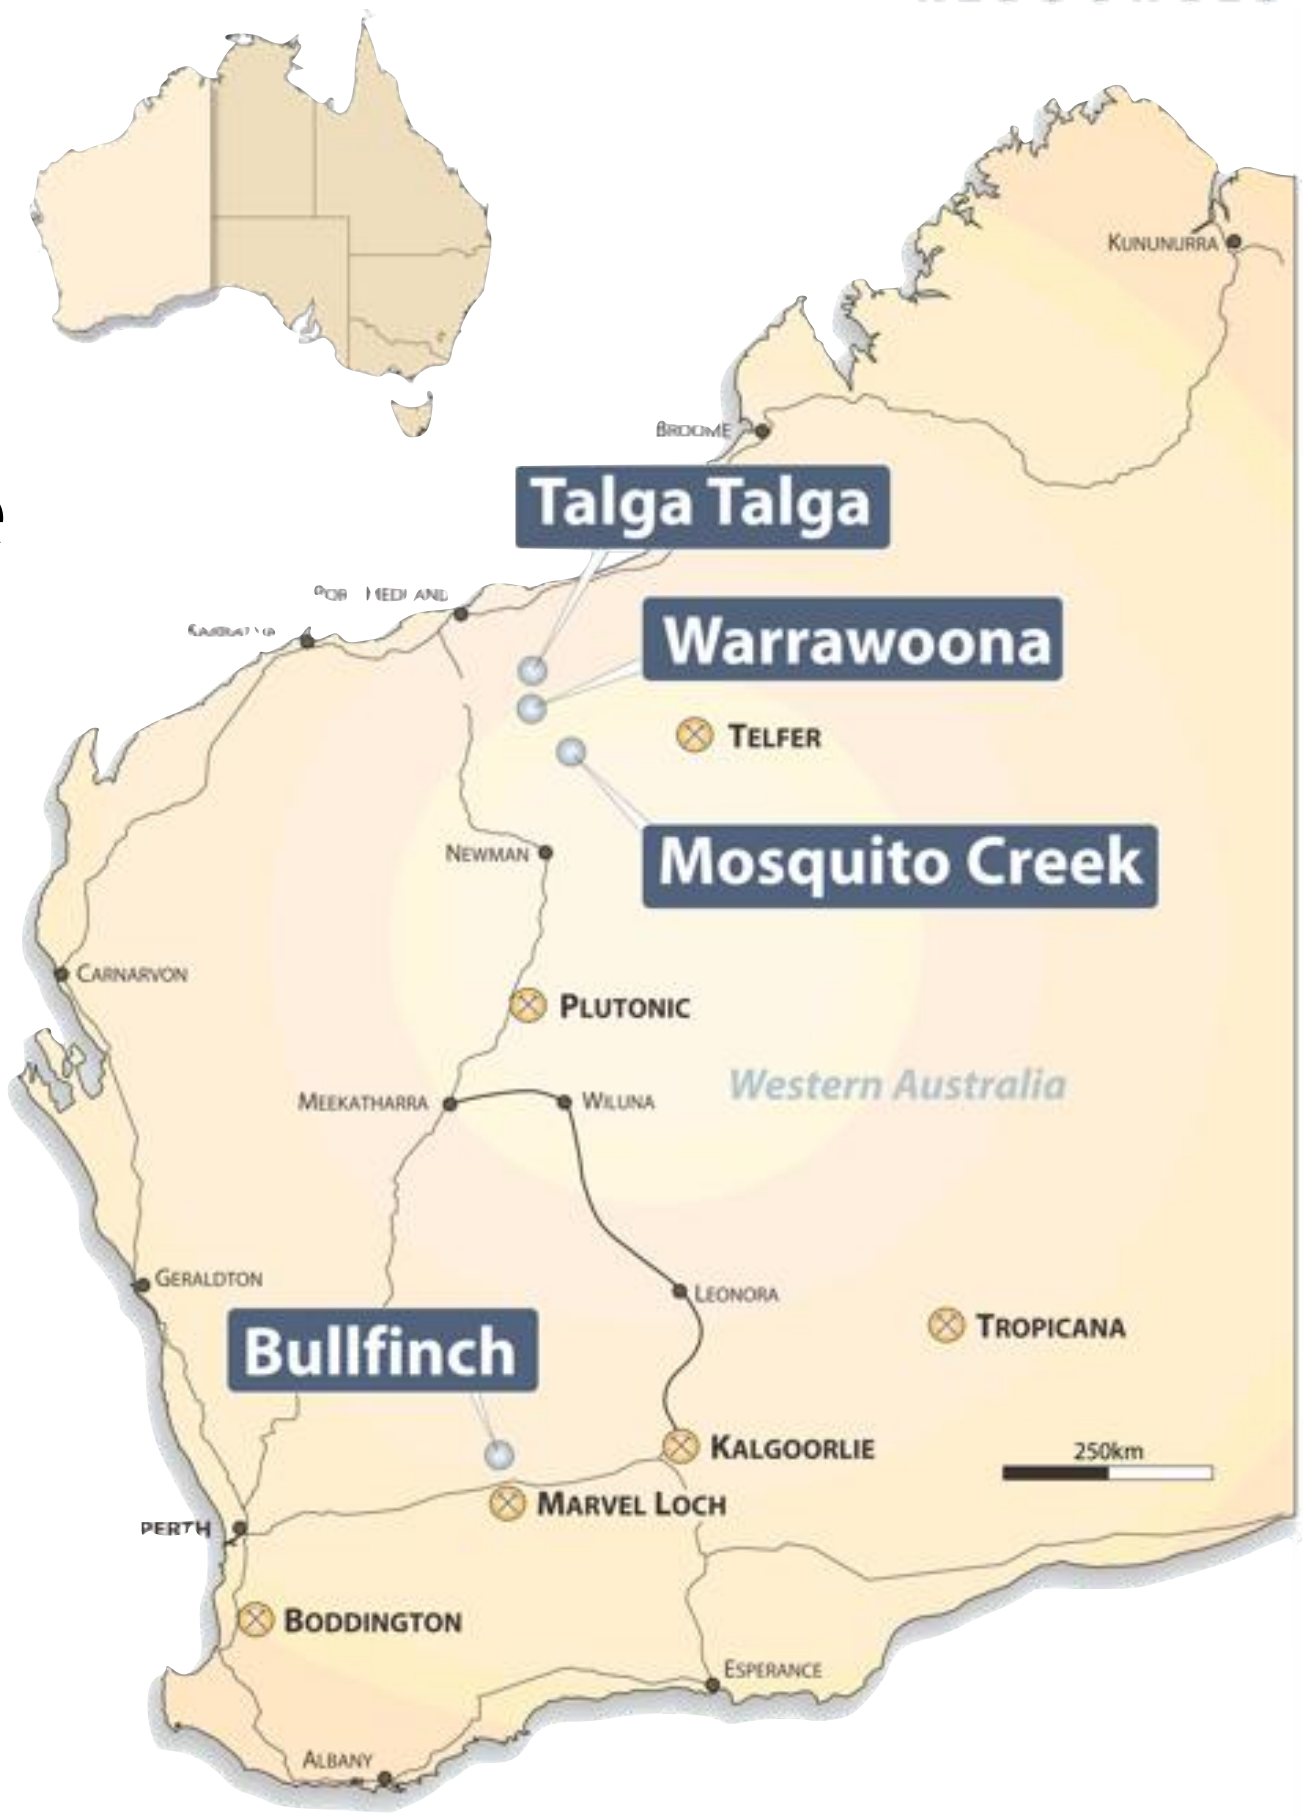 KUNUNURRA
BROOME
Talga Talga
Warrawoona
TELFER
Mosquito Creek
NEWMAN
CARNARVON
PLUTONIC
Western Australia
MEEKATHARRA
WILUNA
GERALDTON
LEONORA
Bullfinch
TROPICANA
KALGOORLIE
250km
MARVEL LOCH
PERTH
BODDINGTON
ESPERANCE
ALBANY